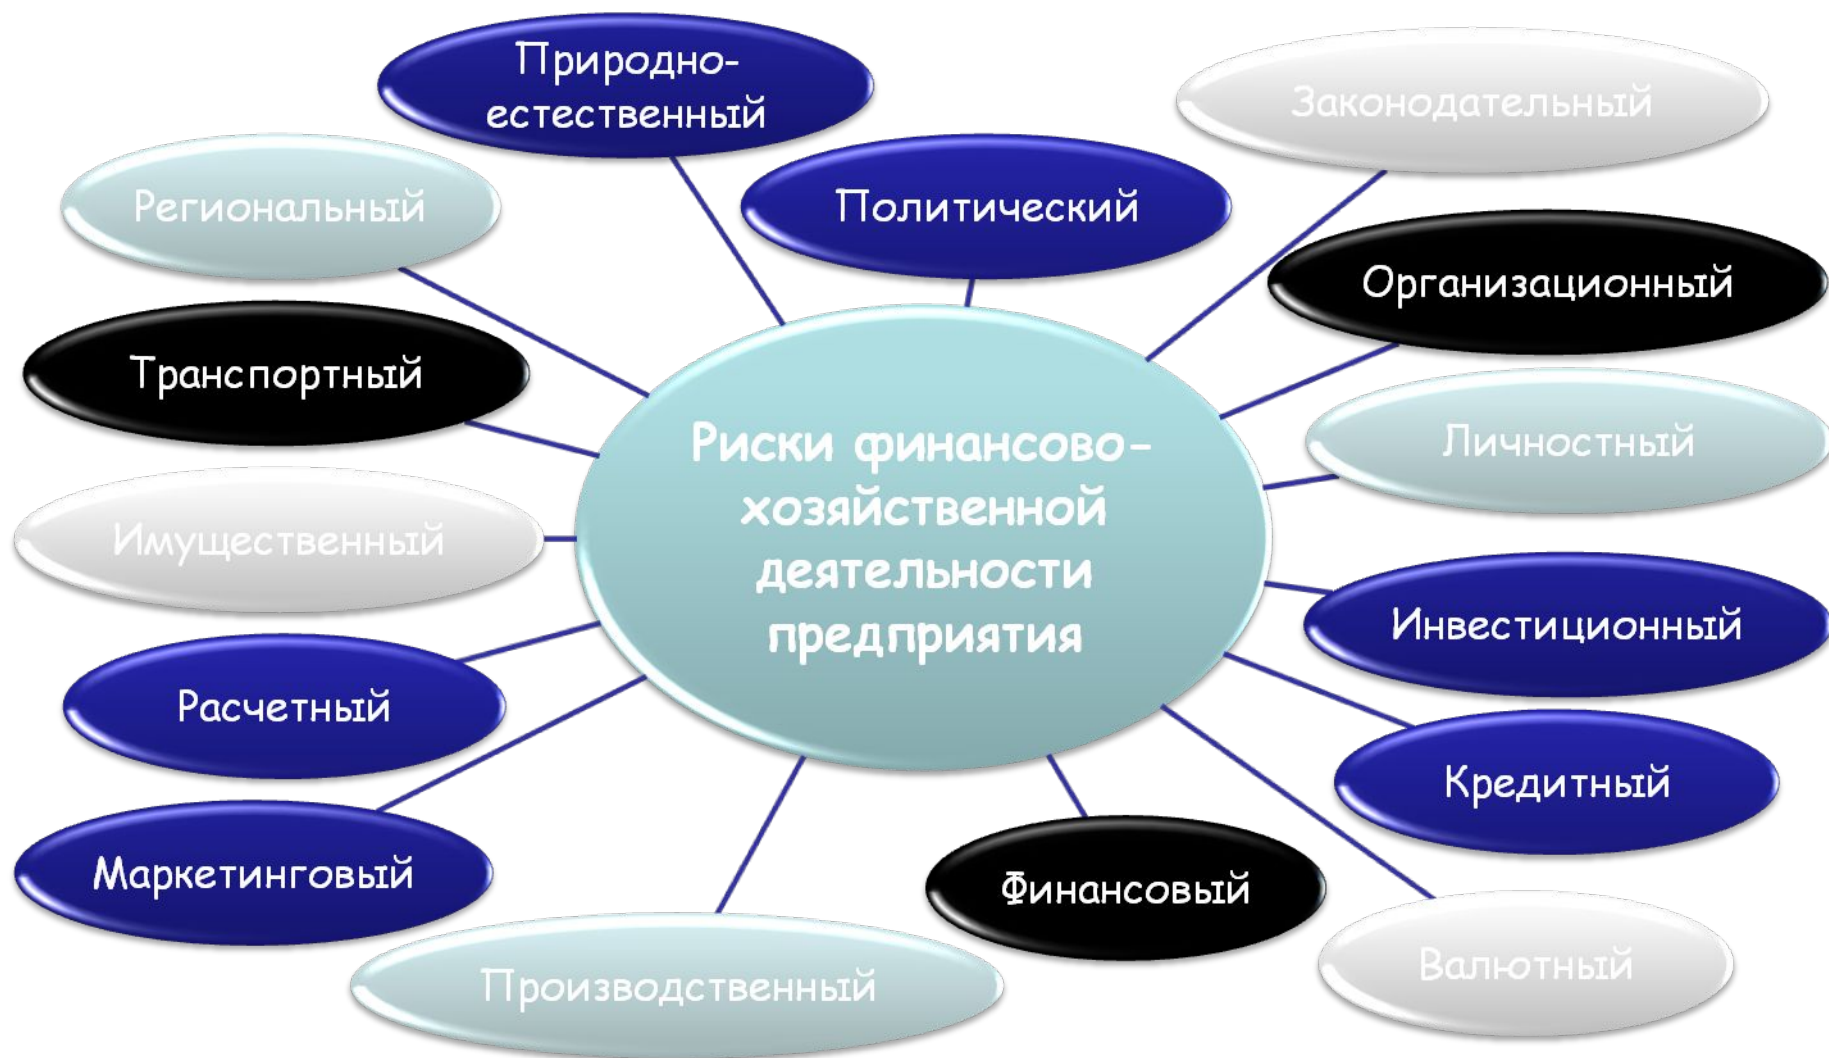 Природно-
естественный
Законодательный
Региональный
Политический
Организационный
Транспортный
Личностный
Риски финансово-
хозяйственной
деятельности
предприятия
Имущественный
Инвестиционный
Расчетный
Кредитный
Маркетинговый
Финансовый
Валютный
Производственный